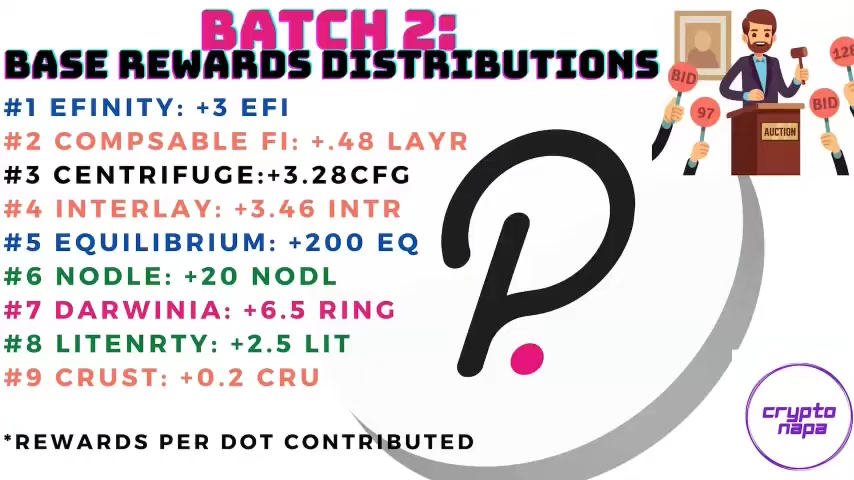 BATCH 2:
BASE REWARDS DISTRIBUTIONS
#1 EFINITY: +3 EFI
#2 COMPSABLE FI: +.48 LAYR
#3 CENTRIFUGE:+3.28CFG
#4 INTERLAY: +3.46 INTR
#5 EQUILIBRIUM: +200 EQ
#6 NODLE: +20 NODL
#7 DARWINIA: +6.5 RING
#8 LITENRTY: +2.5 LIT
#9 CRUST: +0.2 CRU
*REWARDS PER DOT CONTRIBUTED
BID
97
AUCTION
BID
128
crypto
napa